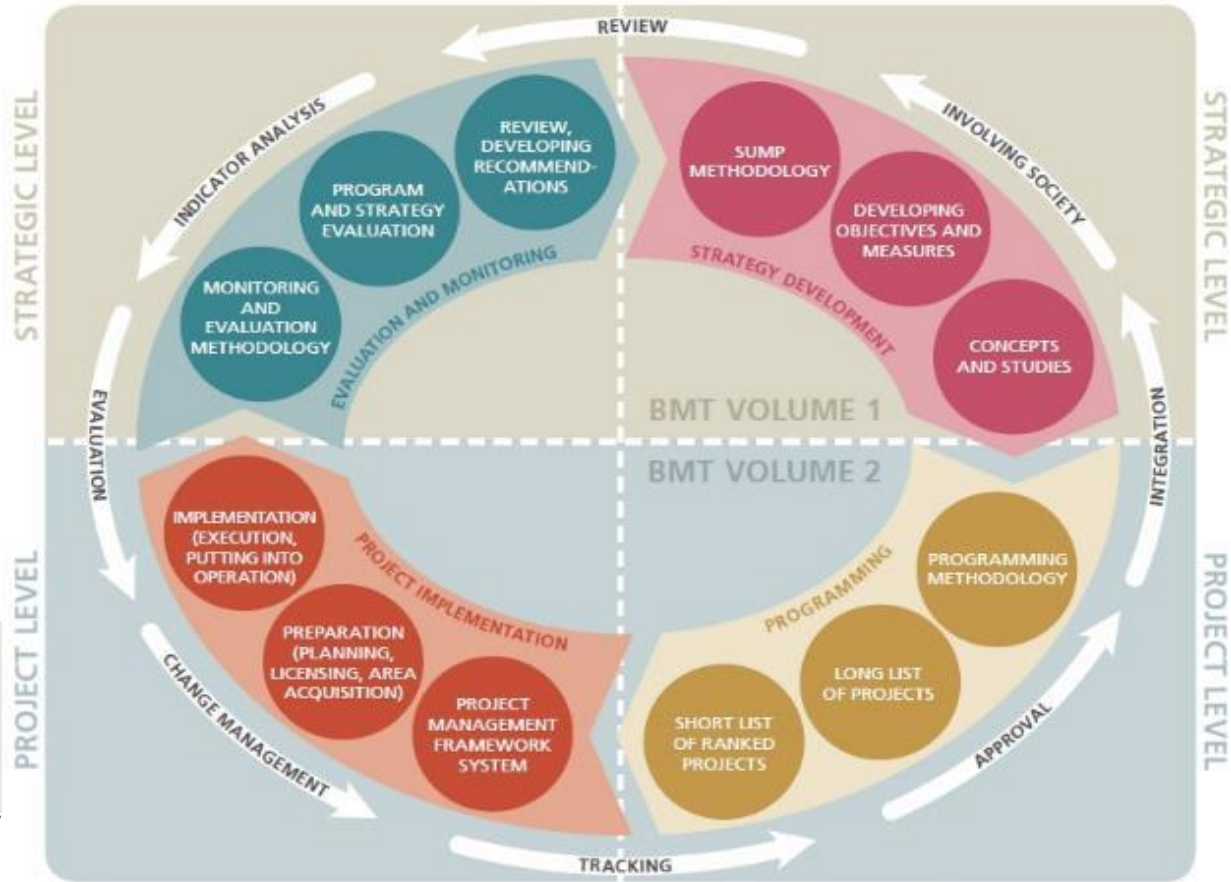 REVIEW
STRATEGIC LEVEL
INDICATOR ANALYSIS
REVIEW,
DEVELOPING
RECOMMEND-
ATIONS
PROGRAM
AND STRATEGY
EVALUATION
MONITORING
AND
EVALUATION
METHODOLOGY
EVALUATION AND MONITORING
SUMP
METHODOLOGY
DEVELOPING
OBJECTIVES AND
MEASURES
CONCEPTS
AND STUDIES
STRATEGY DEVELOPMENT
INVOLVING SOCIETY
STRATEGIC LEVEL
BMT VOLUME 1
BMT VOLUME 2
EVALUATION
INTEGRATION
PROJECT LEVEL
IMPLEMENTATION
(EXECUTION,
PUTTING INTO
OPERATION)
PREPARATION
(PLANNING,
LICENSING, AREA
ACQUISITION)
PROJECT
MANAGEMENT
FRAMEWORK
SYSTEM
PROJECT IMPLEMENTATION
PROGRAMMING
PROGRAMMING
METHODOLOGY
LONG LIST
OF PROJECTS
SHORT LIST
OF RANKED
PROJECTS
PROJECT LEVEL
CHANGE MANAGEMENT
APPROVAL
TRACKING